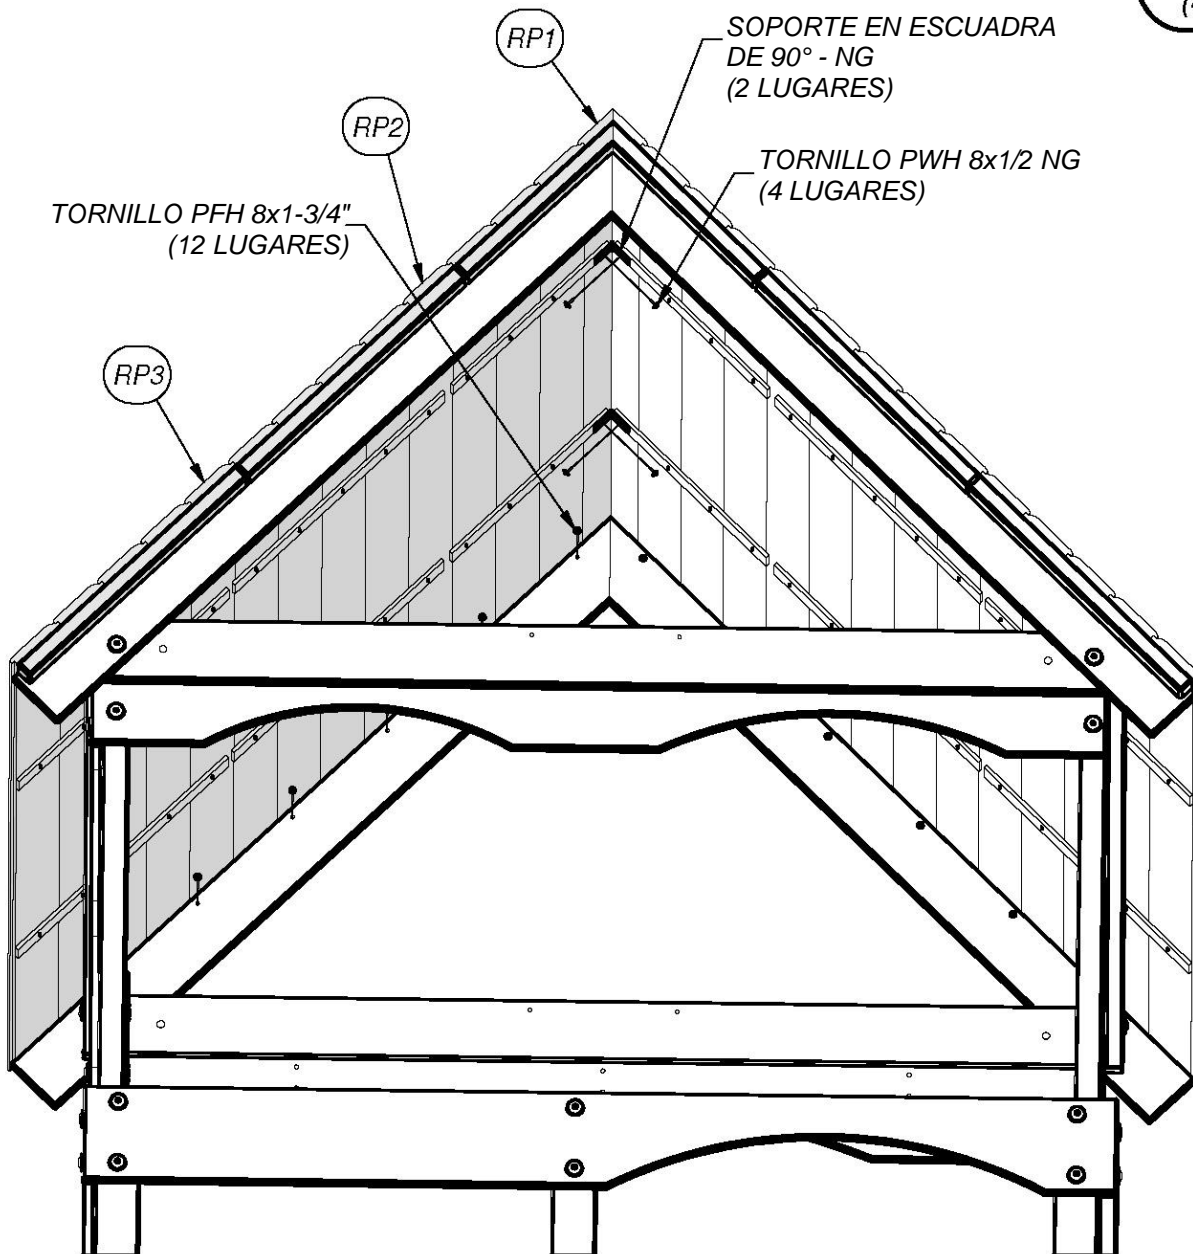 RP1
SOPORTE EN ESCUADRA
DE 90° - NG
(2 LUGARES)
RP2
TORNILLO PWH 8x1/2 NG
(4 LUGARES)
TORNILLO PFH 8x1-3/4"
(12 LUGARES)
RP3